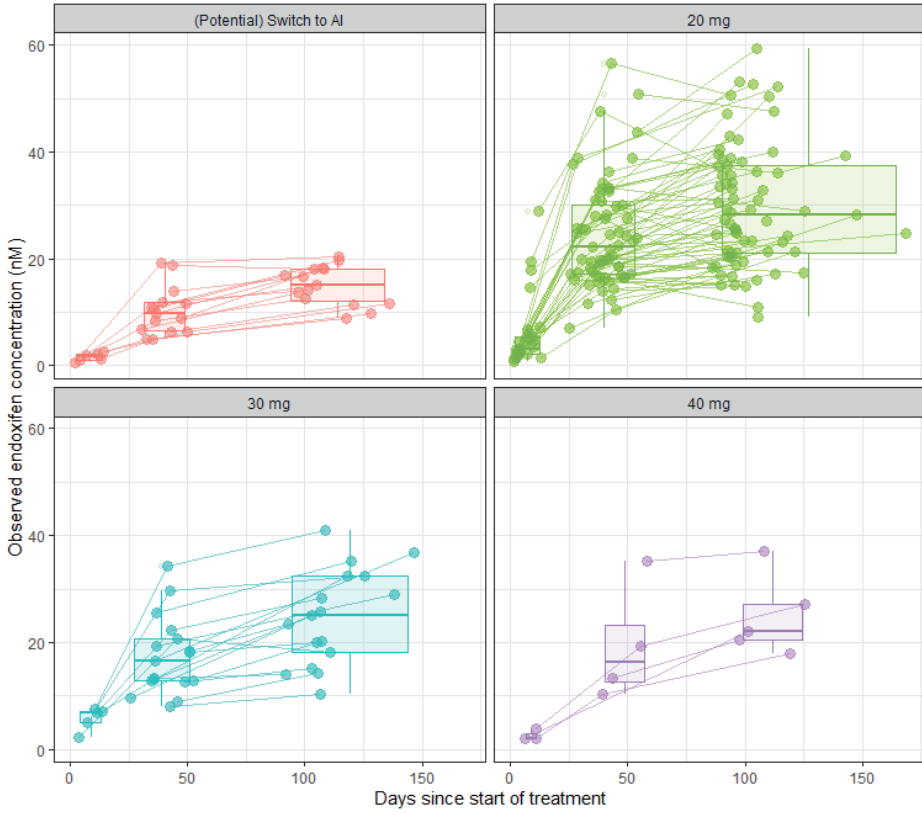 (Potential) Switch to AI
20 mg
60
40
20
0
30 mg
40 mg
60
40
20
0
0
50
100
150
0
50
100
150
Observed endoxifen concentration (nM)
Days since start of treatment